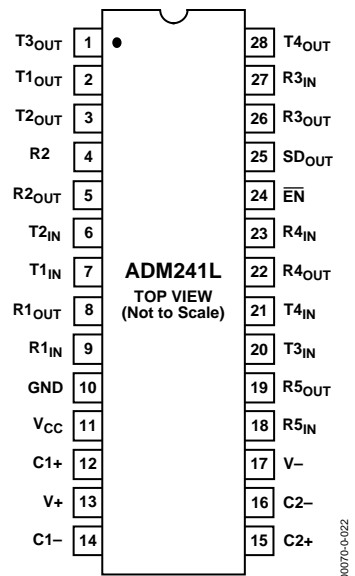 T3OUT 1 28 T4OUT
T1OUT 2 27 R3IN
T2OUT 3 26 R3OUT
R2 4 25 SDOUT
R2OUT 5 24 E̅N̅
T2IN 6 23 R4IN
T1IN 7 ADM241L 22 R4OUT
TOP VIEW
R1OUT 8 (Not to Scale) 21 T4IN
R1IN 9 20 T3IN
GND 10 19 R5OUT
VCC 11 18 R5IN
C1+ 12 17 V–
V+ 13 16 C2–
C1– 14 15 C2+
00070-0-022